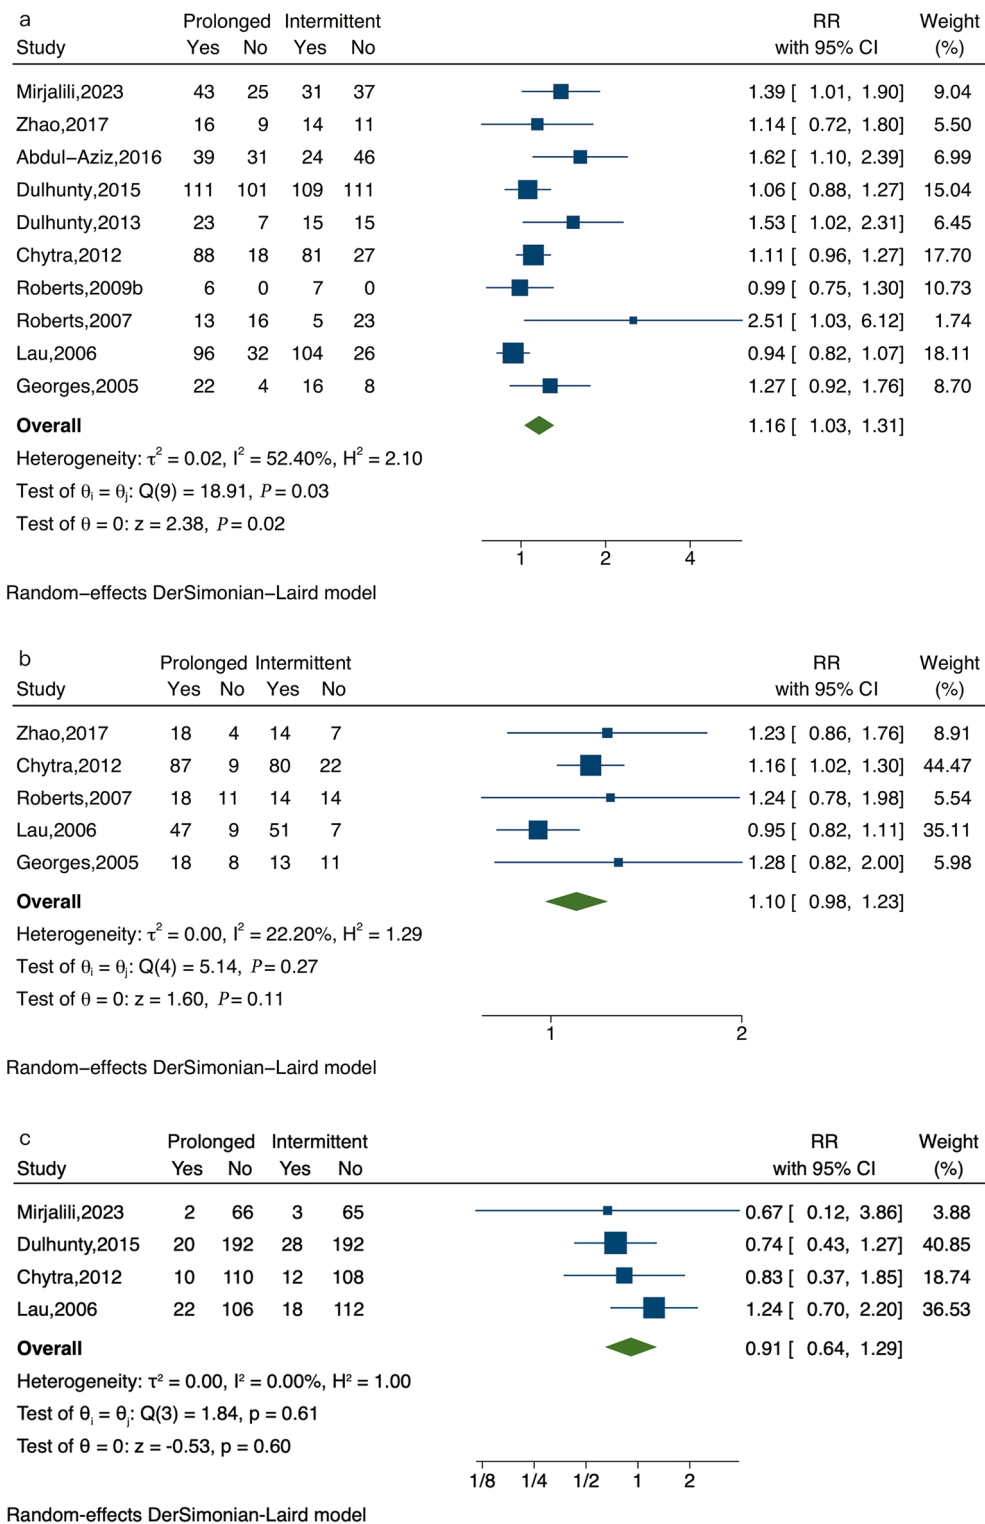 a Prolonged Intermittent RR Weight
Study Yes No Yes No with 95% CI (%)
Mirjalili,2023 43 25 31 37 1.39 [ 1.01, 1.90] 9.04
Zhao,2017 16 9 14 11 1.14 [ 0.72, 1.80] 5.50
Abdul−Aziz,2016 39 31 24 46 1.62 [ 1.10, 2.39] 6.99
Dulhunty,2015 111 101 109 111 1.06 [ 0.88, 1.27] 15.04
Dulhunty,2013 23 7 15 15 1.53 [ 1.02, 2.31] 6.45
Chytra,2012 88 18 81 27 1.11 [ 0.96, 1.27] 17.70
Roberts,2009b 6 0 7 0 0.99 [ 0.75, 1.30] 10.73
Roberts,2007 13 16 5 23 2.51 [ 1.03, 6.12] 1.74
Lau,2006 96 32 104 26 0.94 [ 0.82, 1.07] 18.11
Georges,2005 22 4 16 8 1.27 [ 0.92, 1.76] 8.70
Overall 1.16 [ 1.03, 1.31]
Heterogeneity: τ² = 0.02, I² = 52.40%, H² = 2.10
Test of θᵢ = θⱼ: Q(9) = 18.91, P = 0.03
Test of θ = 0: z = 2.38, P = 0.02
1 2 4
Random−effects DerSimonian−Laird model
b Prolonged Intermittent RR Weight
Study Yes No Yes No with 95% CI (%)
Zhao,2017 18 4 14 7 1.23 [ 0.86, 1.76] 8.91
Chytra,2012 87 9 80 22 1.16 [ 1.02, 1.30] 44.47
Roberts,2007 18 11 14 14 1.24 [ 0.78, 1.98] 5.54
Lau,2006 47 9 51 7 0.95 [ 0.82, 1.11] 35.11
Georges,2005 18 8 13 11 1.28 [ 0.82, 2.00] 5.98
Overall 1.10 [ 0.98, 1.23]
Heterogeneity: τ² = 0.00, I² = 22.20%, H² = 1.29
Test of θᵢ = θⱼ: Q(4) = 5.14, P = 0.27
Test of θ = 0: z = 1.60, P = 0.11
1 2
Random−effects DerSimonian−Laird model
c Prolonged Intermittent RR Weight
Study Yes No Yes No with 95% CI (%)
Mirjalili,2023 2 66 3 65 0.67 [ 0.12, 3.86] 3.88
Dulhunty,2015 20 192 28 192 0.74 [ 0.43, 1.27] 40.85
Chytra,2012 10 110 12 108 0.83 [ 0.37, 1.85] 18.74
Lau,2006 22 106 18 112 1.24 [ 0.70, 2.20] 36.53
Overall 0.91 [ 0.64, 1.29]
Heterogeneity: τ² = 0.00, I² = 0.00%, H² = 1.00
Test of θᵢ = θⱼ: Q(3) = 1.84, p = 0.61
Test of θ = 0: z = -0.53, p = 0.60
1/8 1/4 1/2 1 2
Random-effects DerSimonian-Laird model